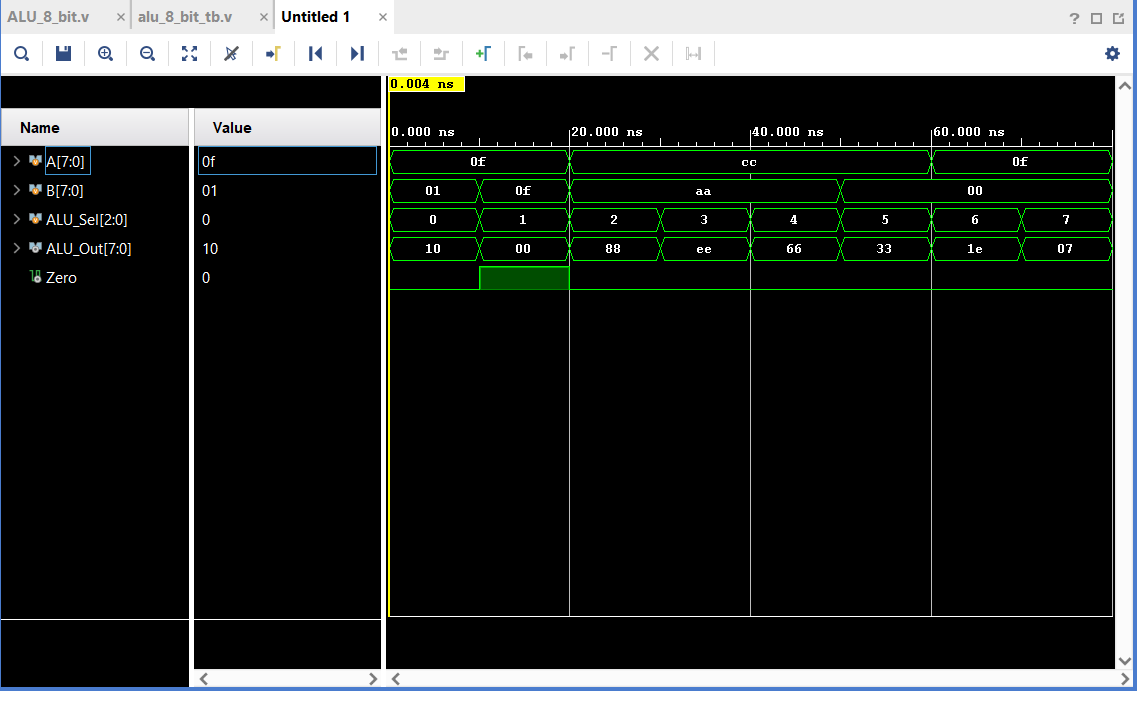 ALU_8_bit.v × alu_8_bit_tb.v × Untitled 1 × ?
0.004 ns
Name Value
0.000 ns 20.000 ns 40.000 ns 60.000 ns
A[7:0] 0f 0f cc 0f
B[7:0] 01 01 0f aa 00
ALU_Sel[2:0] 0 0 1 2 3 4 5 6 7
ALU_Out[7:0] 10 10 00 88 ee 66 33 1e 07
Zero 0